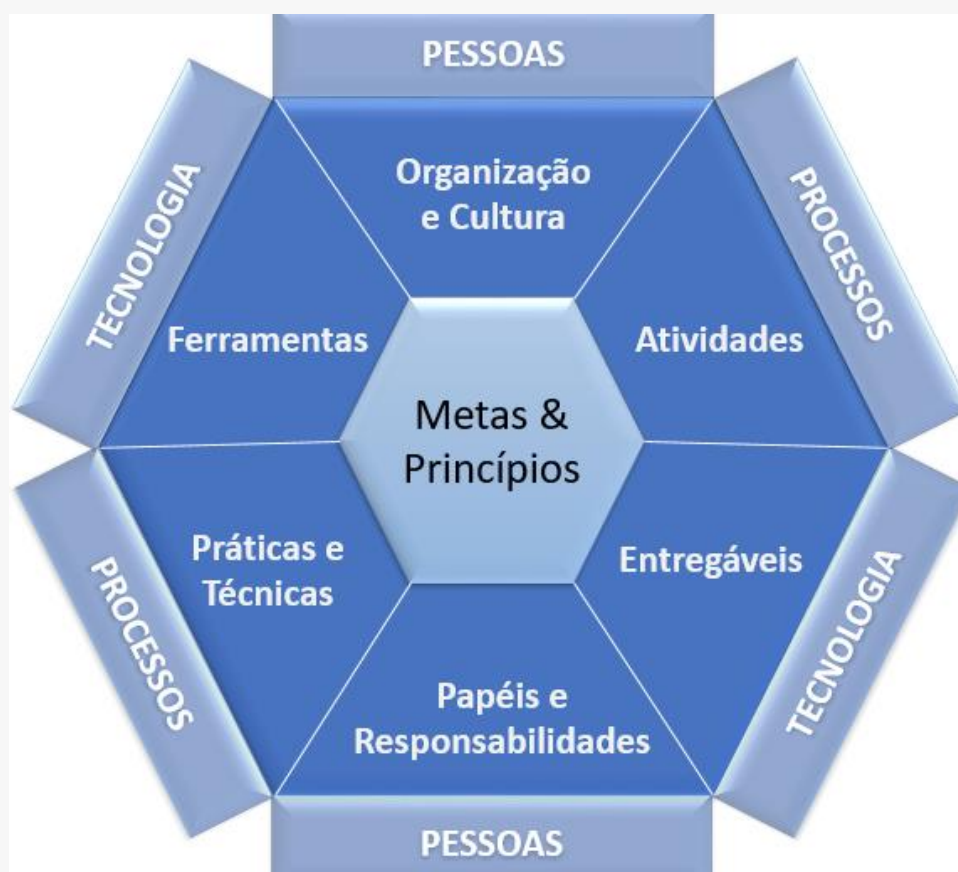 PESSOAS
Organização
e Cultura
TECNOLOGIA
PROCESSOS
Ferramentas
Atividades
Metas &
Princípios
Práticas e
Técnicas
Entregáveis
PROCESSOS
TECNOLOGIA
Papéis e
Responsabilidades
PESSOAS